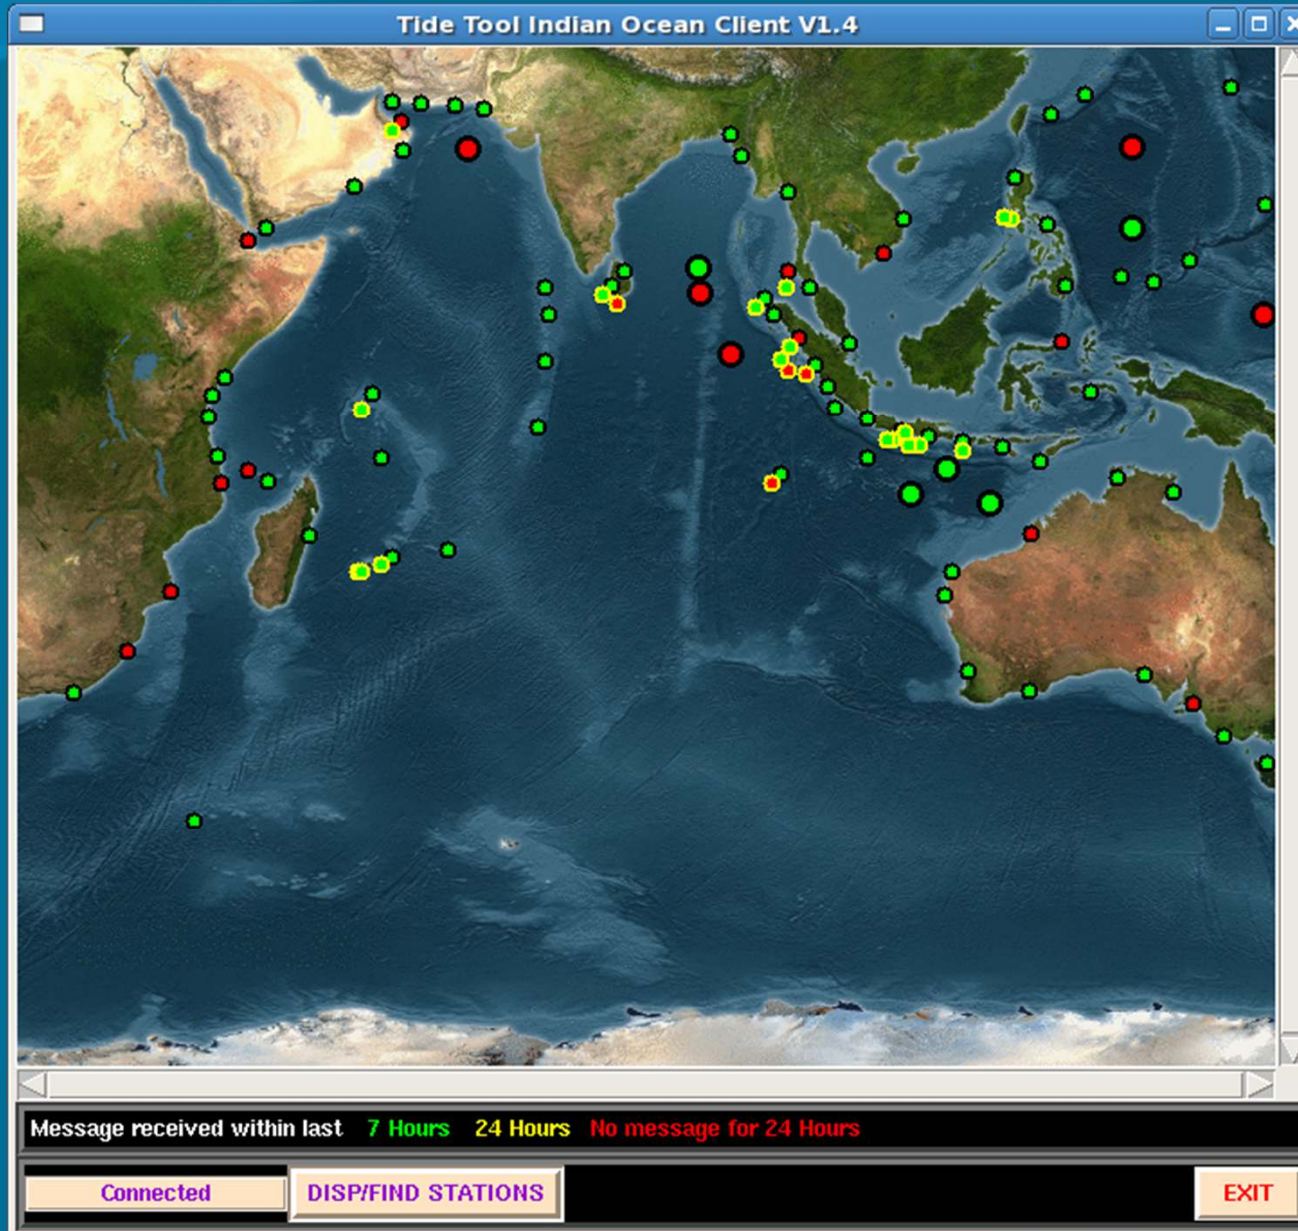 Tide Tool Indian Ocean Client V1.4
Message received within last 7 Hours 24 Hours No message for 24 Hours
Connected DISP/FIND STATIONS EXIT